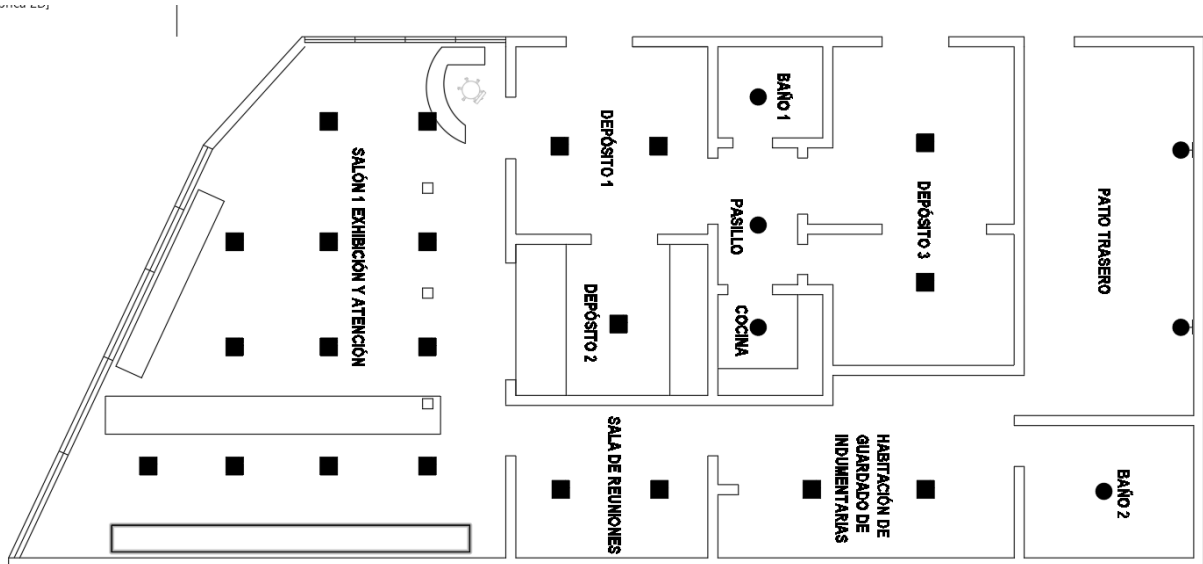 SALÓN 1 EXHIBICIÓN Y ATENCIÓN
DEPÓSITO 1
DEPÓSITO 2
SALA DE REUNIONES
BAÑO 1
PASILLO
COCINA
DEPÓSITO 3
HABITACIÓN DE
GUARDADO DE
INDUMENTARIAS
PATIO TRASERO
BAÑO 2